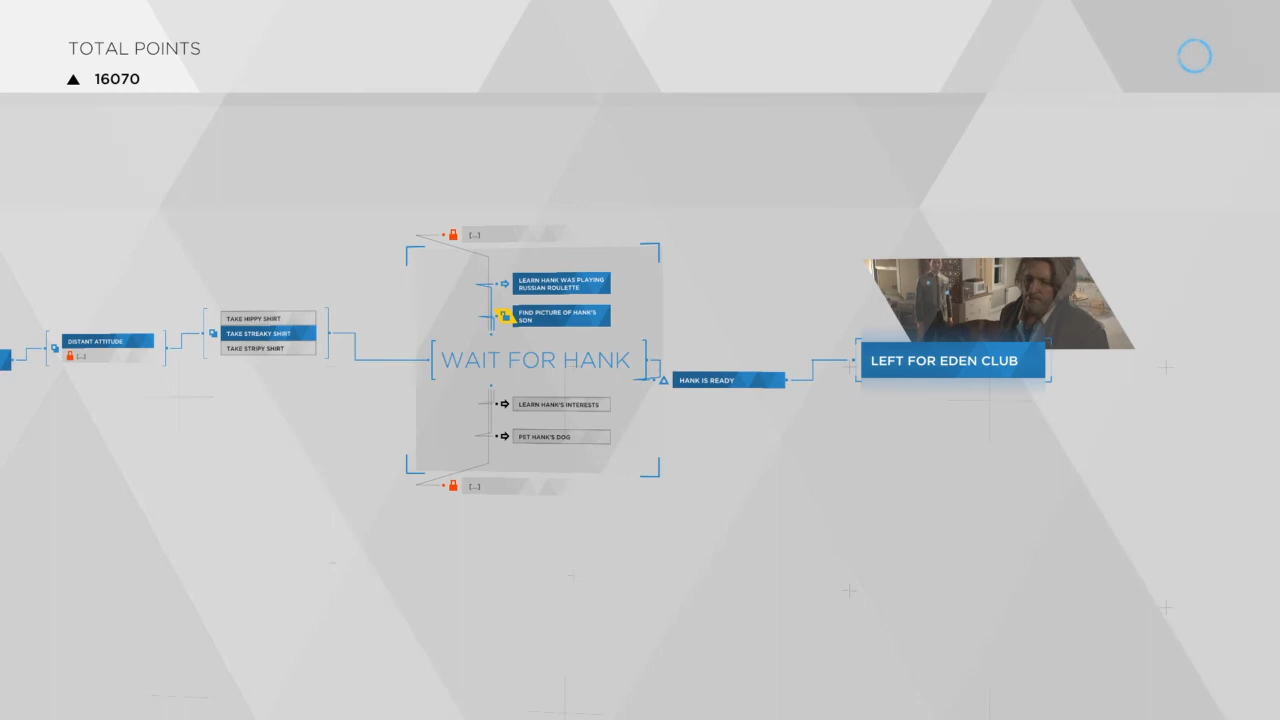 TOTAL POINTS
16070
[...]
LEARN HANK WAS PLAYING
RUSSIAN ROULETTE
FIND PICTURE OF HANK'S
SON
TAKE HIPPY SHIRT
TAKE STREAKY SHIRT
TAKE STRIPY SHIRT
DISTANT ATTITUDE
[...]
WAIT FOR HANK
HANK IS READY
LEFT FOR EDEN CLUB
LEARN HANK'S INTERESTS
PET HANK'S DOG
[...]